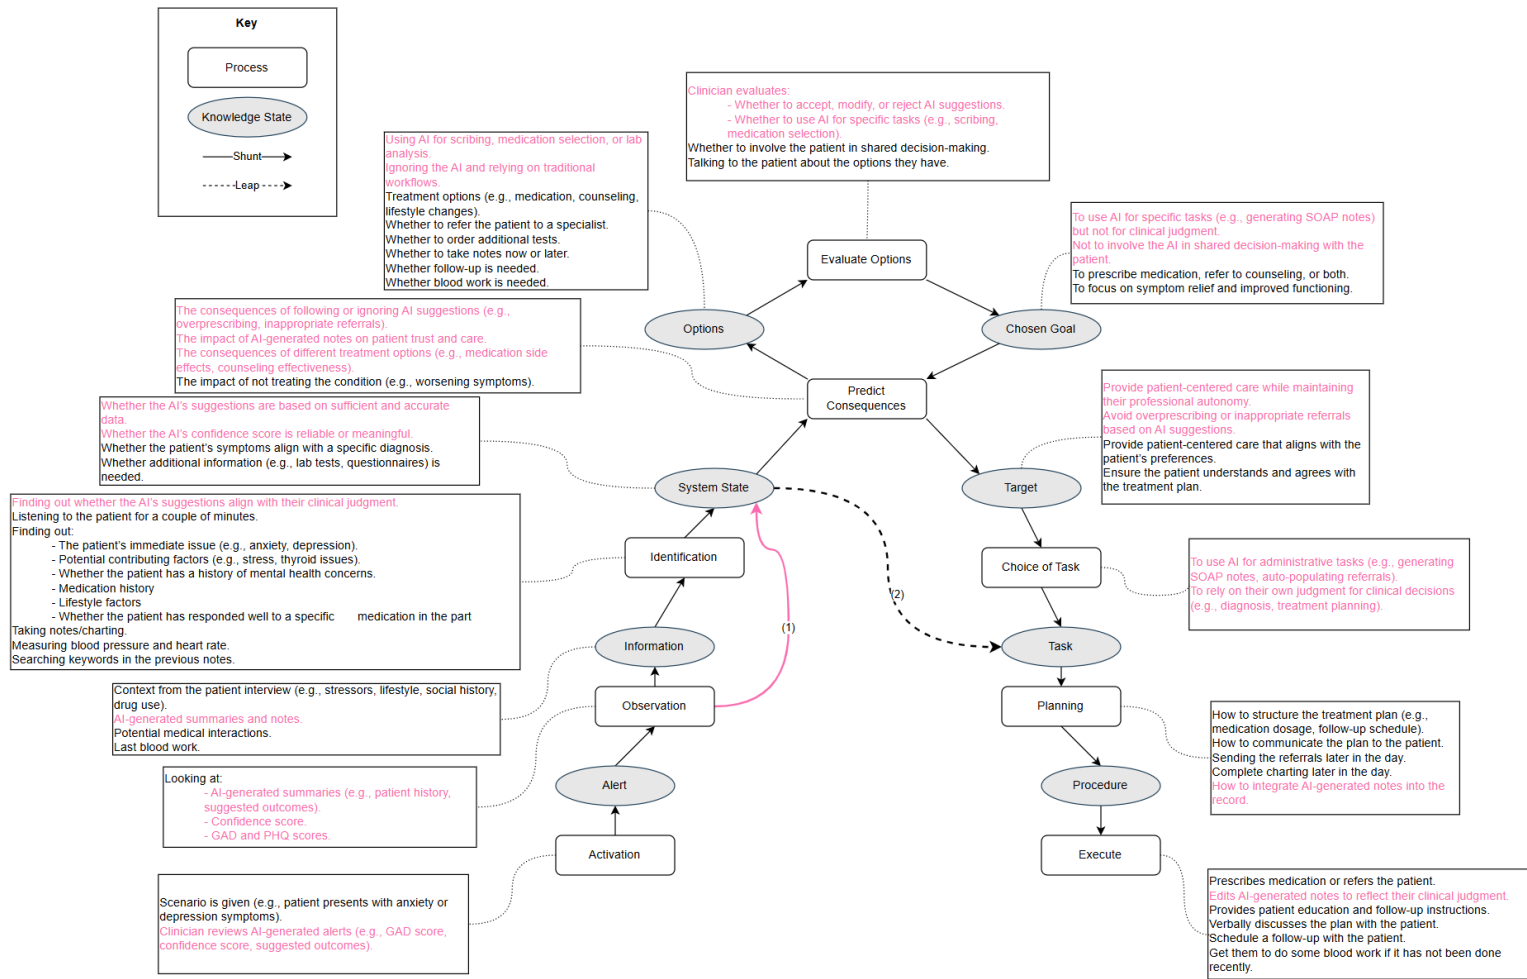 Key
Process
Knowledge State
Shunt
Leap
Clinician evaluates:
- Whether to accept, modify, or reject AI suggestions.
- Whether to use AI for specific tasks (e.g., scribing,
medication selection).
Whether to involve the patient in shared decision-making.
Talking to the patient about the options they have.
Using AI for scribing, medication selection, or lab
analysis.
Ignoring the AI and relying on traditional
workflows.
Treatment options (e.g., medication, counseling,
lifestyle changes).
Whether to refer the patient to a specialist.
Whether to order additional tests.
Whether to take notes now or later.
Whether follow-up is needed.
Whether blood work is needed.
To use AI for specific tasks (e.g., generating SOAP notes)
but not for clinical judgment.
Not to involve the AI in shared decision-making with the
patient.
To prescribe medication, refer to counseling, or both.
To focus on symptom relief and improved functioning.
Evaluate Options
Options
Chosen Goal
The consequences of following or ignoring AI suggestions (e.g.,
overprescribing, inappropriate referrals).
The impact of AI-generated notes on patient trust and care.
The consequences of different treatment options (e.g., medication side
effects, counseling effectiveness).
The impact of not treating the condition (e.g., worsening symptoms).
Predict
Consequences
Provide patient-centered care while maintaining
their professional autonomy.
Avoid overprescribing or inappropriate referrals
based on AI suggestions.
Provide patient-centered care that aligns with the
patient's preferences.
Ensure the patient understands and agrees with
the treatment plan.
Whether the AI's suggestions are based on sufficient and accurate
data.
Whether the AI's confidence score is reliable or meaningful.
Whether the patient's symptoms align with a specific diagnosis.
Whether additional information (e.g., lab tests, questionnaires) is
needed.
System State
Target
Finding out whether the AI's suggestions align with their clinical judgment.
Listening to the patient for a couple of minutes.
Finding out:
- The patient's immediate issue (e.g., anxiety, depression).
- Potential contributing factors (e.g., stress, thyroid issues).
- Whether the patient has a history of mental health concerns.
- Medication history
- Lifestyle factors
- Whether the patient has responded well to a specific medication in the part
Taking notes/charting.
Measuring blood pressure and heart rate.
Searching keywords in the previous notes.
Identification
Choice of Task
To use AI for administrative tasks (e.g., generating
SOAP notes, auto-populating referrals).
To rely on their own judgment for clinical decisions
(e.g., diagnosis, treatment planning).
(1)
(2)
Information
Task
Context from the patient interview (e.g., stressors, lifestyle, social history,
drug use).
AI-generated summaries and notes.
Potential medical interactions.
Last blood work.
Observation
Planning
How to structure the treatment plan (e.g.,
medication dosage, follow-up schedule).
How to communicate the plan to the patient.
Sending the referrals later in the day.
Complete charting later in the day.
How to integrate AI-generated notes into the
record.
Looking at:
- AI-generated summaries (e.g., patient history,
suggested outcomes).
- Confidence score.
- GAD and PHQ scores.
Alert
Procedure
Activation
Execute
Scenario is given (e.g., patient presents with anxiety or
depression symptoms).
Clinician reviews AI-generated alerts (e.g., GAD score,
confidence score, suggested outcomes).
Prescribes medication or refers the patient.
Edits AI-generated notes to reflect their clinical judgment.
Provides patient education and follow-up instructions.
Verbally discusses the plan with the patient.
Schedule a follow-up with the patient.
Get them to do some blood work if it has not been done
recently.